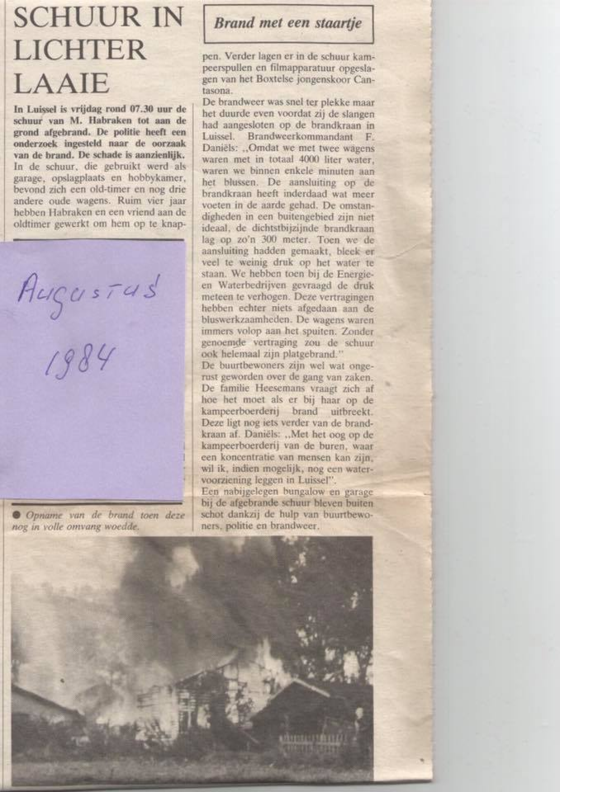 SCHUUR IN
LICHTER
LAAIE
In Luissel is vrijdag rond 07.30 uur de
schuur van M. Habraken tot aan de
grond afgebrand. De politie heeft een
onderzoek ingesteld naar de oorzaak
van de brand. De schade is aanzienlijk.
In de schuur, die gebruikt werd als
garage, opslagplaats en hobbykamer,
bevond zich een old-timer en nog drie
andere oude wagens. Ruim vier jaar
hebben Habraken en een vriend aan de
oldtimer gewerkt om hem op te knap-
Augustus
1984
Brand met een staartje
pen. Verder lagen er in de schuur kam-
peerspullen en filmapparatuur opgesla-
gen van het Boxtelse jongenskoor Can-
tasona.
De brandweer was snel ter plekke maar
het duurde even voordat zij de slangen
had aangesloten op de brandkraan in
Luissel. Brandweerkommandant F.
Daniëls: „Omdat we met twee wagens
waren met in totaal 4000 liter water,
waren we binnen enkele minuten aan
het blussen. De aansluiting op de
brandkraan heeft inderdaad wat meer
voeten in de aarde gehad. De omstan-
digheden in een buitengebied zijn niet
ideaal, de dichtstbijzijnde brandkraan
lag op zo'n 300 meter. Toen we de
aansluiting hadden gemaakt, bleek er
veel te weinig druk op het water te
staan. We hebben toen bij de Energie-
en Waterbedrijven gevraagd de druk
meteen te verhogen. Deze vertragingen
hebben echter niets afgedaan aan de
bluswerkzaamheden. De wagens waren
immers volop aan het spuiten. Zonder
genoemde vertraging zou de schuur
ook helemaal zijn platgebrand.”
De buurtbewoners zijn wel wat onge-
rust geworden over de gang van zaken.
De familie Heesemans vraagt zich af
hoe het moet als er bij haar op de
kampeerboerderij brand uitbreekt.
Deze ligt nog iets verder van de brand-
kraan af. Daniëls: „Met het oog op de
kampeerboerderij van de buren, waar
een koncentratie van mensen kan zijn,
wil ik, indien mogelijk, nog een water-
voorziening leggen in Luissel”.
Een nabijgelegen bungalow en garage
bij de afgebrande schuur bleven buiten
schot dankzij de hulp van buurtbewo-
ners, politie en brandweer.
● Opname van de brand toen deze
nog in volle omvang woedde.